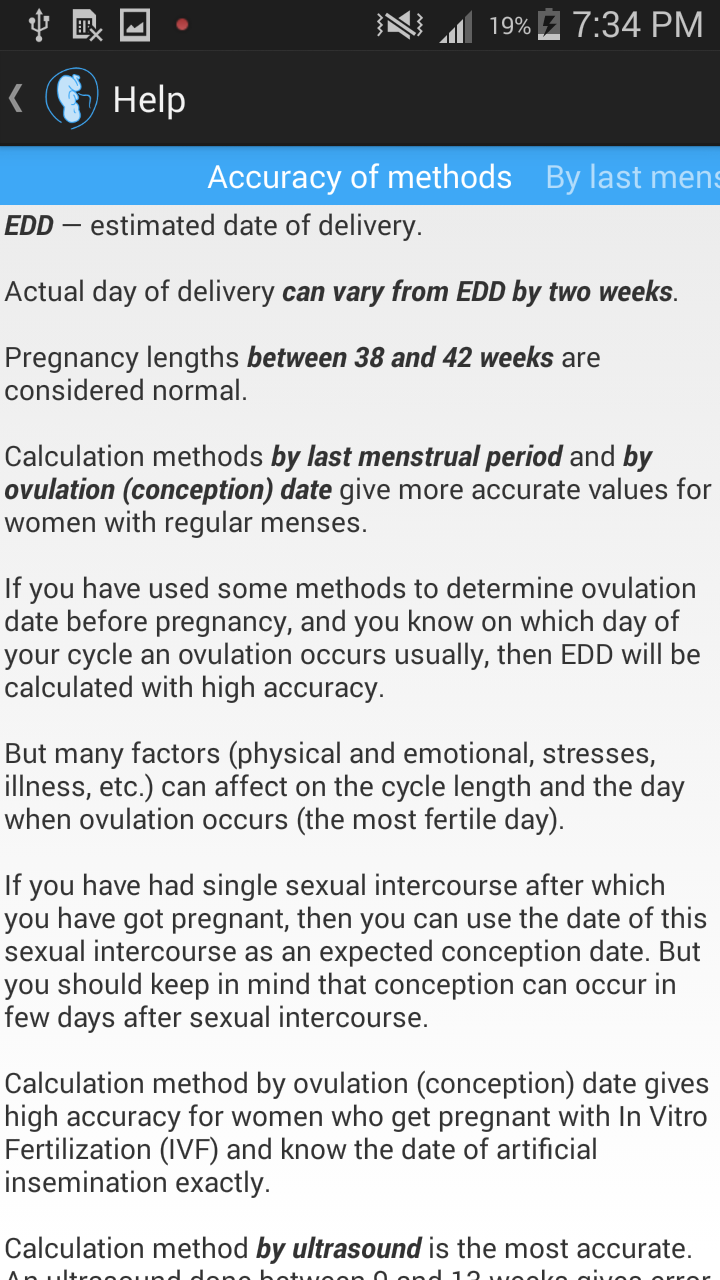 19% 7:34 PM
Help
Accuracy of methods By last mens
EDD — estimated date of delivery.
Actual day of delivery can vary from EDD by two weeks.
Pregnancy lengths between 38 and 42 weeks are
considered normal.
Calculation methods by last menstrual period and by
ovulation (conception) date give more accurate values for
women with regular menses.
If you have used some methods to determine ovulation
date before pregnancy, and you know on which day of
your cycle an ovulation occurs usually, then EDD will be
calculated with high accuracy.
But many factors (physical and emotional, stresses,
illness, etc.) can affect on the cycle length and the day
when ovulation occurs (the most fertile day).
If you have had single sexual intercourse after which
you have got pregnant, then you can use the date of this
sexual intercourse as an expected conception date. But
you should keep in mind that conception can occur in
few days after sexual intercourse.
Calculation method by ovulation (conception) date gives
high accuracy for women who get pregnant with In Vitro
Fertilization (IVF) and know the date of artificial
insemination exactly.
Calculation method by ultrasound is the most accurate.
An ultrasound done between 9 and 13 weeks gives error